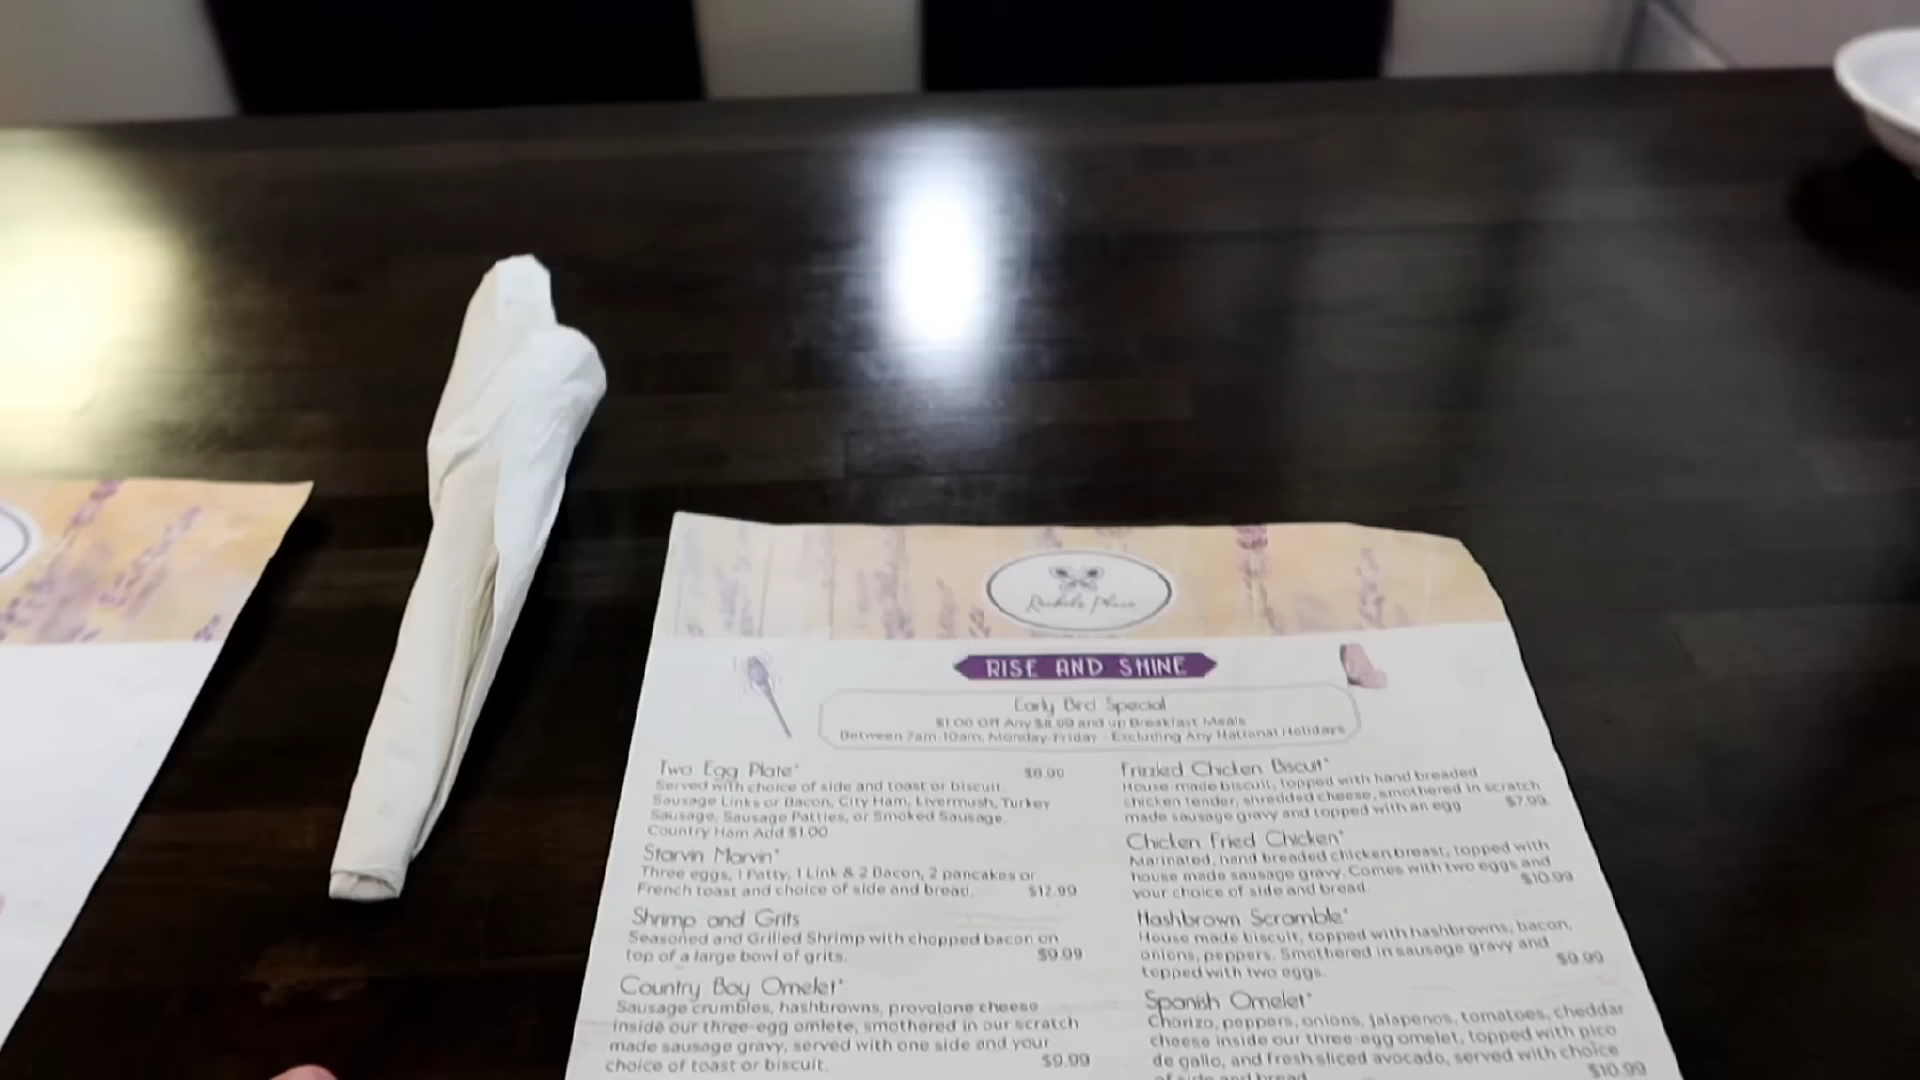 RISE AND SHINE
Early Bird Special
$1.00 Off Any $8.99 and up Breakfast Meals
Between 7am-10am, Monday-Friday - Excluding Any National Holidays
Two Egg Plate*
Served with choice of side and toast or biscuit.
Sausage Links or Bacon, City Ham, Livermush, Turkey
Sausage, Sausage Patties, or Smoked Sausage.
Country Ham Add $1.00
Starvin Marvin*
Three eggs, 1 Patty, 1 Link & 2 Bacon, 2 pancakes or
French toast and choice of side and bread. $12.99
Shrimp and Grits
Seasoned and Grilled Shrimp with chopped bacon on
top of a large bowl of grits. $9.99
Country Boy Omelet*
Sausage crumbles, hashbrowns, provolone cheese
inside our three-egg omlete, smothered in our scratch
made sausage gravy, served with one side and your
choice of toast or biscuit. $9.99
Frizzled Chicken Biscuit*
House made biscuit, topped with hand breaded
chicken tender, shredded cheese, smothered in scratch
made sausage gravy and topped with an egg $7.99
Chicken Fried Chicken*
Marinated, hand breaded chicken breast, topped with
house made sausage gravy. Comes with two eggs and
your choice of side and bread. $10.99
Hashbrown Scramble*
House made biscuit, topped with hashbrowns, bacon,
onions, peppers. Smothered in sausage gravy and
topped with two eggs. $9.99
Spanish Omelet*
Chorizo, peppers, onions, jalapenos, tomatoes, cheddar
cheese inside our three-egg omelet, topped with pico
de gallo, and fresh sliced avocado, served with choice
of side and bread. $10.99